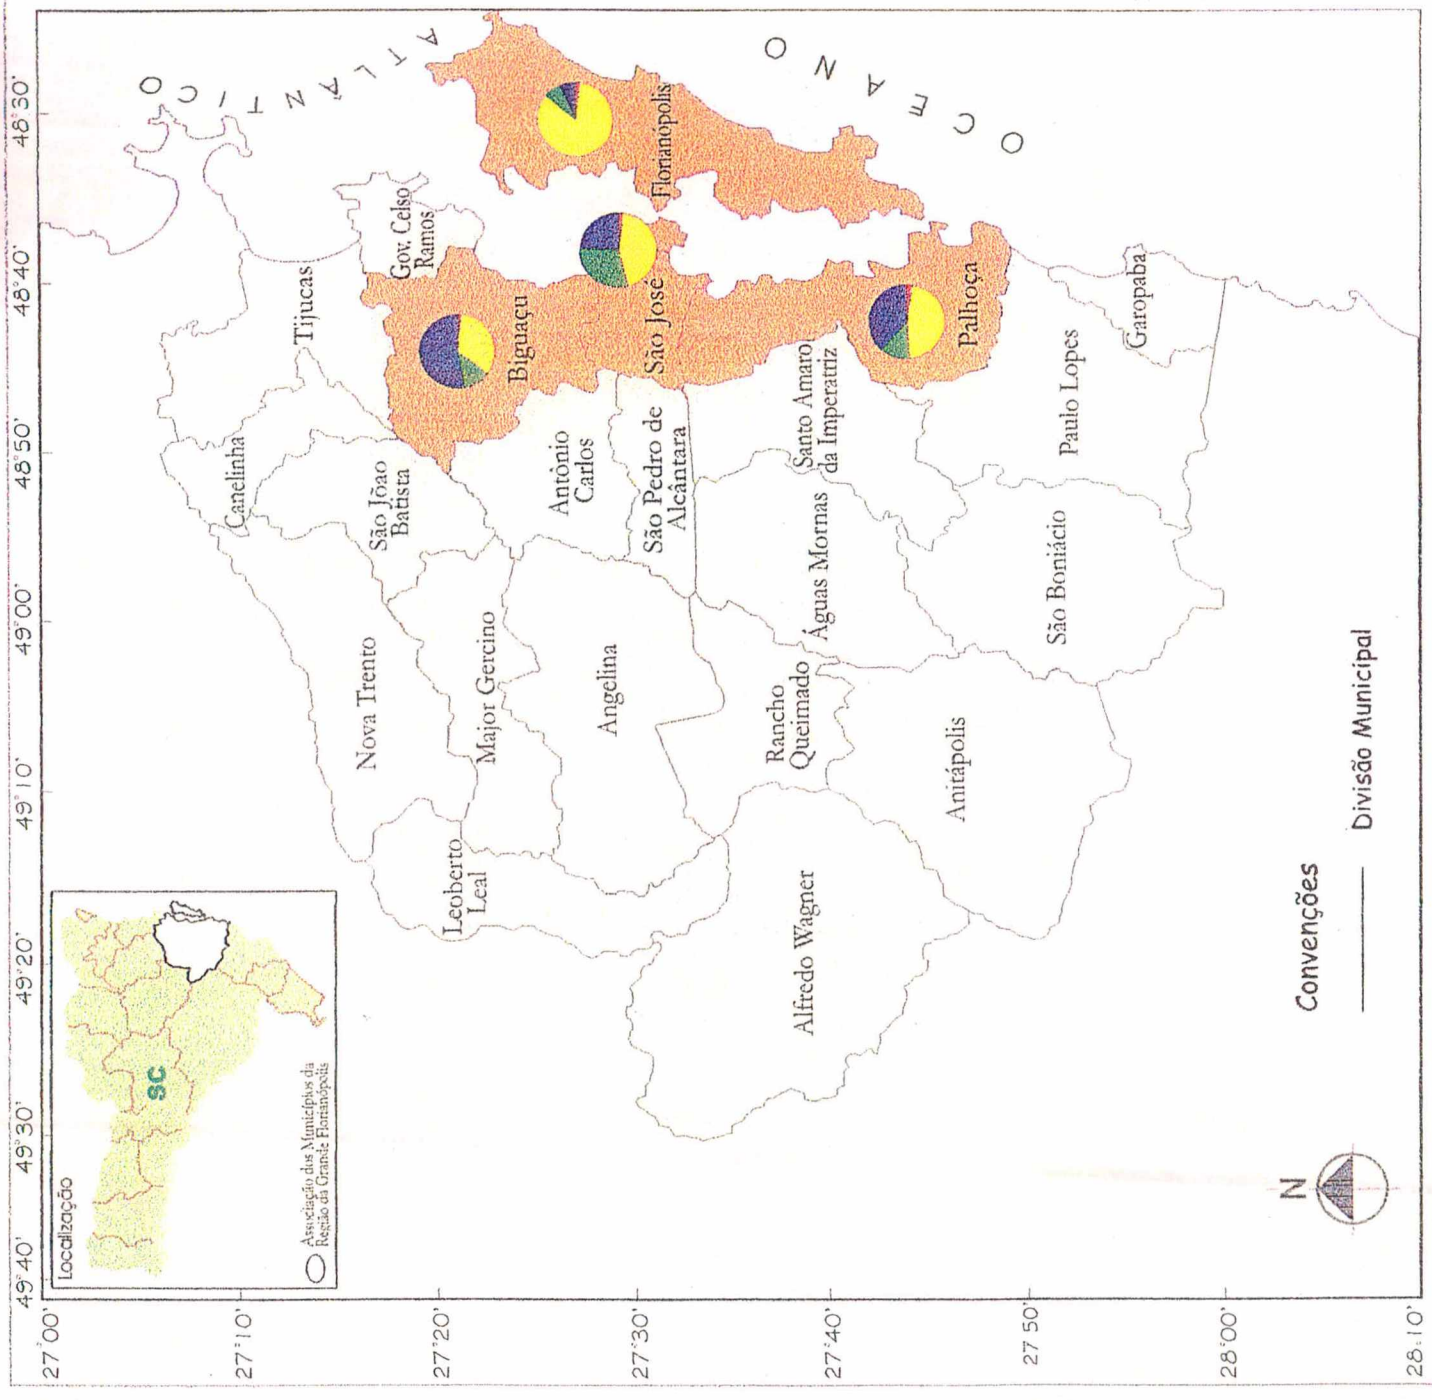 Localização
SC
Associação dos Municípios da
Região da Grande Florianópolis
49°40'
49°30'
49°20'
49°10'
49°00'
48°50'
48°40'
48°30'
27°00'
27°10'
27°20'
27°30'
27°40'
27°50'
28°00'
28°10'
OCEANO ATLÂNTICO
Canelinha
Tijucas
Gov. Celso
Ramos
Nova Trento
São Jõao
Batista
Biguaçu
Leoberto
Leal
Major Gercino
Antônio
Carlos
Angelina
São Pedro de
Alcântara
São José
Florianópolis
Alfredo Wagner
Rancho
Queimado
Águas Mornas
Santo Amaro
da Imperatriz
Palhoça
Anitápolis
São Boniácio
Paulo Lopes
Garopaba
N
Convenções
Divisão Municipal